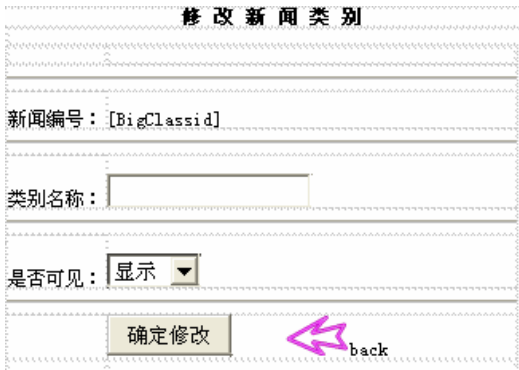 修改新闻类别
新闻编号：[BigClassid]
类别名称：
是否可见：显示
确定修改 back